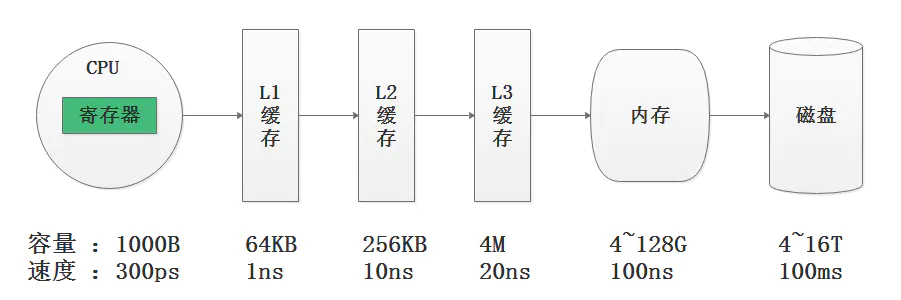 CPU
寄存器
L1
缓
存
L2
缓
存
L3
缓
存
内存
磁盘
容量 : 1000B 64KB 256KB 4M 4~128G 4~16T
速度 : 300ps 1ns 10ns 20ns 100ns 100ms